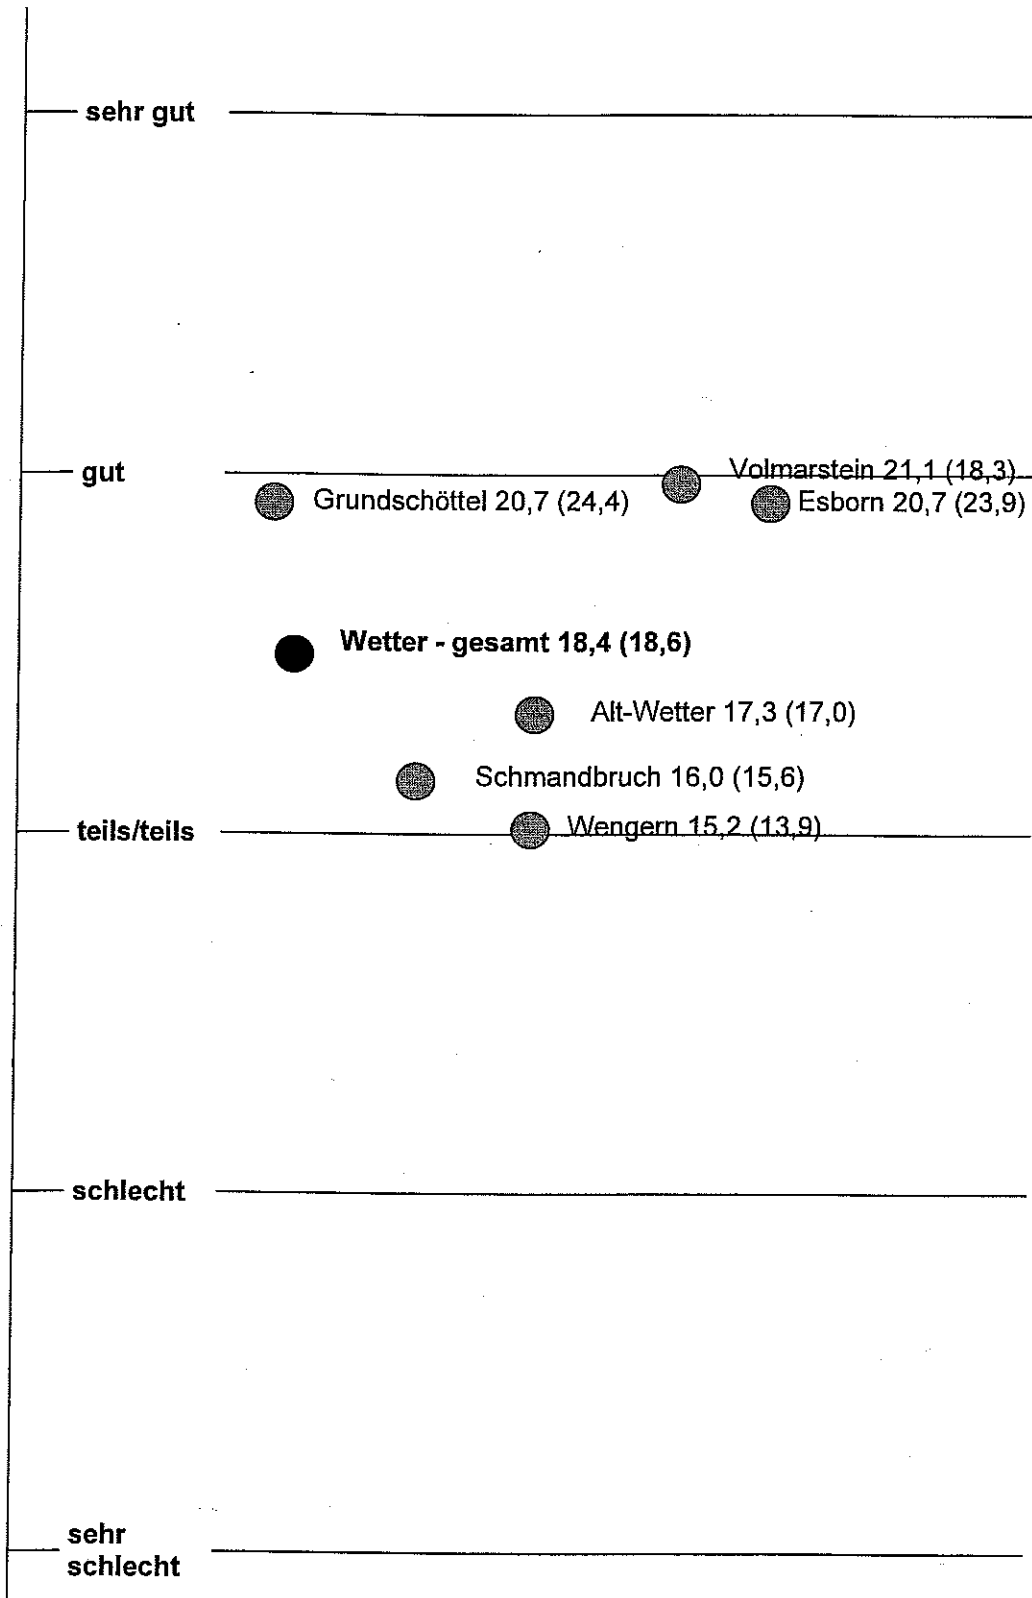 sehr gut
gut
Volmarstein 21,1 (18,3)
Grundschöttel 20,7 (24,4)
Esborn 20,7 (23,9)
Wetter - gesamt 18,4 (18,6)
Alt-Wetter 17,3 (17,0)
Schmandbruch 16,0 (15,6)
teils/teils
Wengern 15,2 (13,9)
schlecht
sehr
schlecht